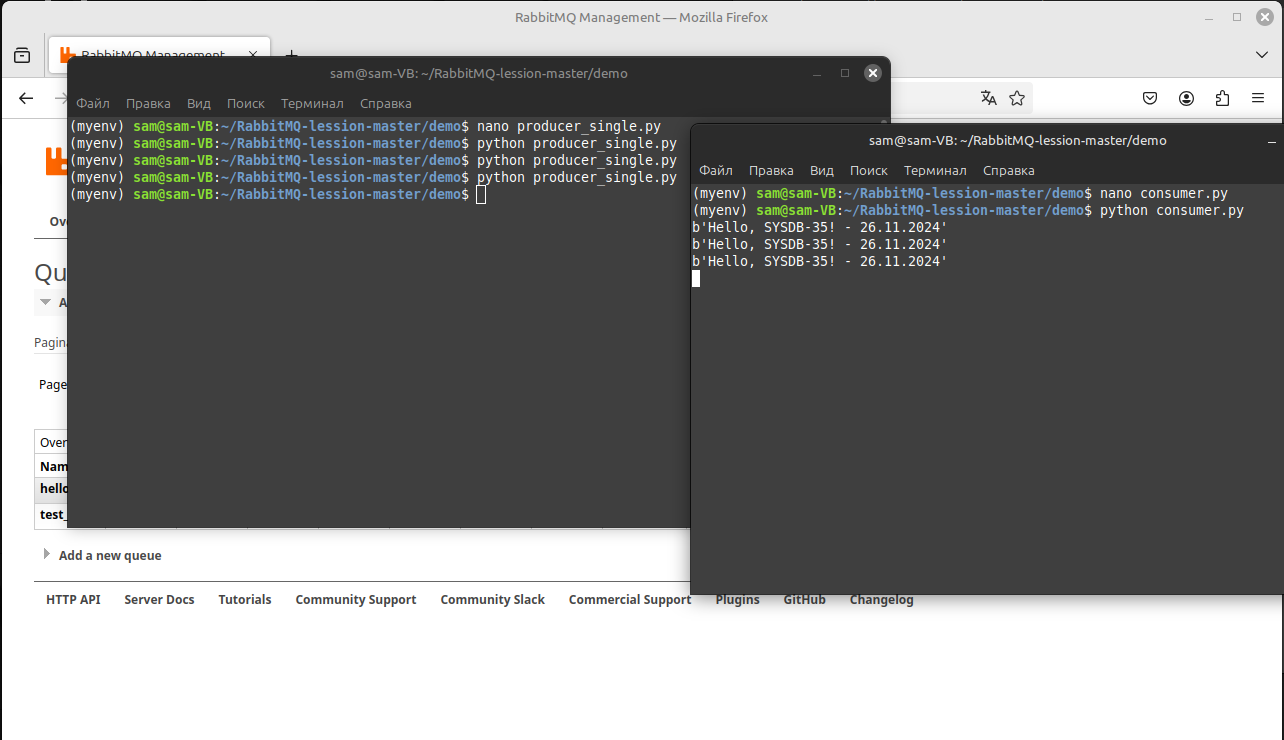 RabbitMQ Management — Mozilla Firefox
RabbitMQ Management
sam@sam-VB: ~/RabbitMQ-lession-master/demo
Файл Правка Вид Поиск Терминал Справка
(myenv) sam@sam-VB:~/RabbitMQ-lession-master/demo$ nano producer_single.py
(myenv) sam@sam-VB:~/RabbitMQ-lession-master/demo$ python producer_single.py
(myenv) sam@sam-VB:~/RabbitMQ-lession-master/demo$ python producer_single.py
(myenv) sam@sam-VB:~/RabbitMQ-lession-master/demo$ python producer_single.py
(myenv) sam@sam-VB:~/RabbitMQ-lession-master/demo$
sam@sam-VB: ~/RabbitMQ-lession-master/demo
Файл Правка Вид Поиск Терминал Справка
(myenv) sam@sam-VB:~/RabbitMQ-lession-master/demo$ nano consumer.py
(myenv) sam@sam-VB:~/RabbitMQ-lession-master/demo$ python consumer.py
b'Hello, SYSDB-35! - 26.11.2024'
b'Hello, SYSDB-35! - 26.11.2024'
b'Hello, SYSDB-35! - 26.11.2024'
Ov
Qu
A
Pagina
Page
Over
Nam
hello
test_
Add a new queue
HTTP API Server Docs Tutorials Community Support Community Slack Commercial Support Plugins GitHub Changelog